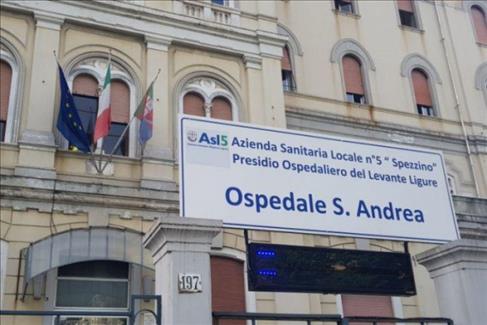 Asl5 Azienda Sanitaria Locale n°5 " Spezzino"
Presidio Ospedaliero del Levante Ligure
Ospedale S. Andrea
197